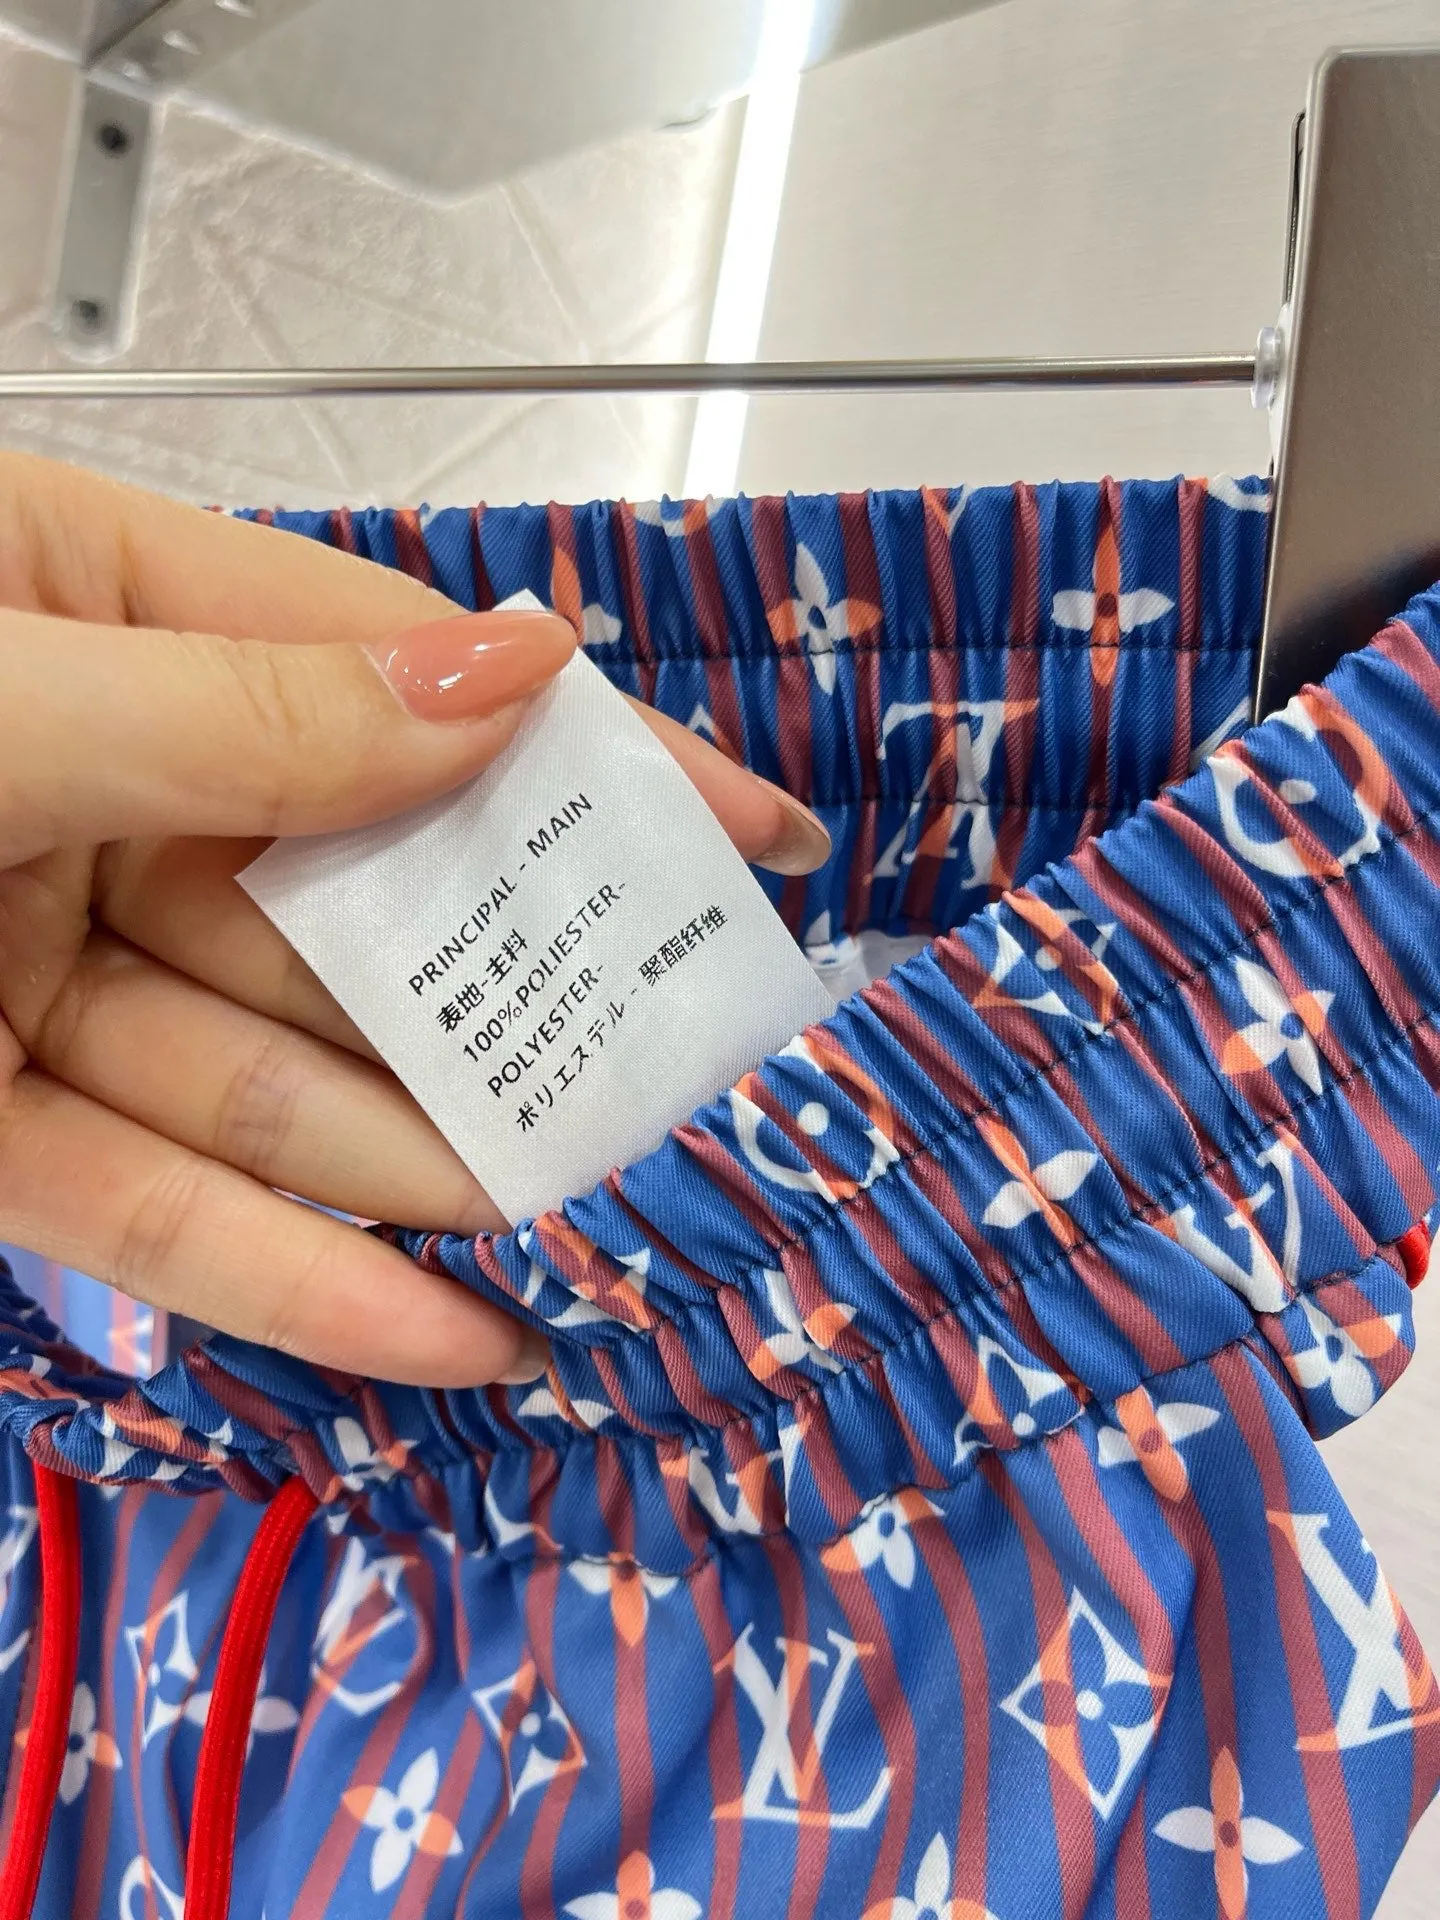 PRINCIPAL - MAIN
表地-主料
100%POLIESTER-
POLYESTER-
ポリエステル - 聚酯纤维
LV